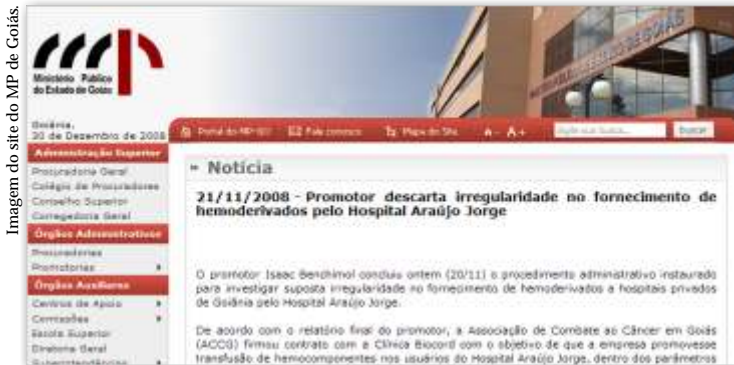 Imagem do site do MP de Goiás.
Ministério Público
do Estado de Goiás
Goiânia,
30 de Dezembro de 2008
Portal do MP-GO Fale conosco Mapa do Site A- A+ buscar
Administração Superior
Procuradoria Geral
Colégio de Procuradores
Conselho Superior
Corregedoria Geral
Órgãos Administrativos
Procuradorias
Promotorias
Órgãos Auxiliares
Centros de Apoio
Comissões
Escola Superior
Diretoria Geral
Superintendências
» Notícia
21/11/2008 - Promotor descarta irregularidade no fornecimento de
hemoderivados pelo Hospital Araújo Jorge
O promotor Isaac Benchimol concluiu ontem (20/11) o procedimento administrativo instaurado
para investigar suposta irregularidade no fornecimento de hemoderivados a hospitais privados
de Goiânia pelo Hospital Araújo Jorge.
De acordo com o relatório final do promotor, a Associação de Combate ao Câncer em Goiás
(ACCG) firmou contrato com a Clínica Biocord com o objetivo de que a empresa promovesse
transfusão de hemocomponentes nos usuários do Hospital Araújo Jorge, dentro dos parâmetros